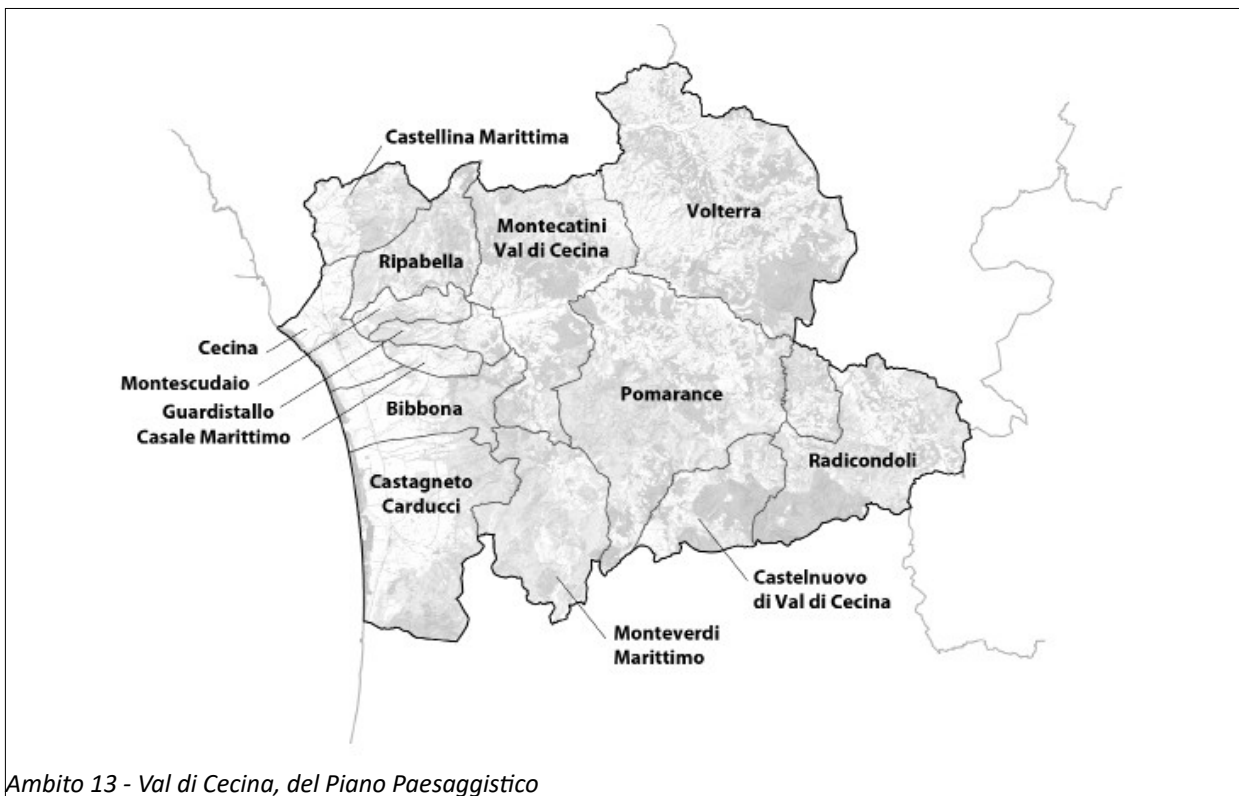 Castellina Marittima
Volterra
Montecatini
Val di Cecina
Ripabella
Cecina
Montescudaio
Guardistallo
Casale Marittimo
Pomarance
Bibbona
Radicondoli
Castagneto
Carducci
Castelnuovo
di Val di Cecina
Monteverdi
Marittimo
Ambito 13 - Val di Cecina, del Piano Paesaggistico